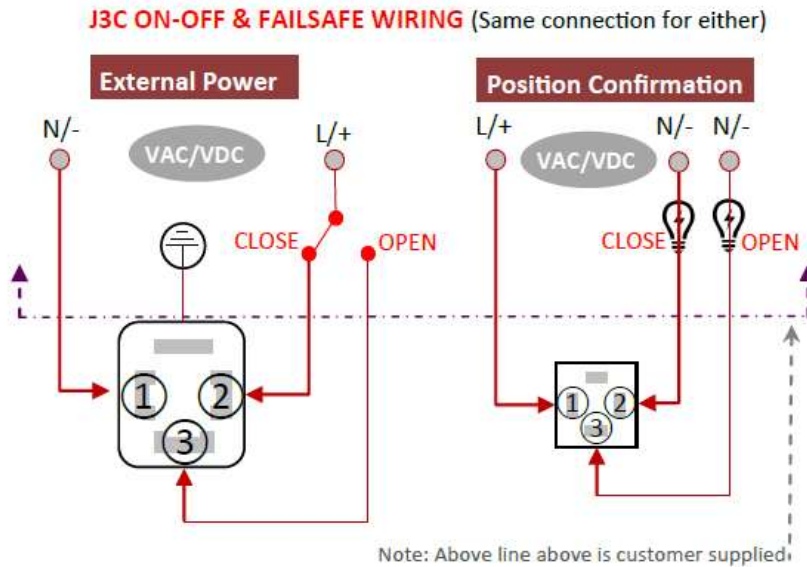 J3C ON-OFF & FAILSAFE WIRING (Same connection for either)
External Power
Position Confirmation
N/-
VAC/VDC
L/+
L/+
VAC/VDC
N/-
N/-
CLOSE
OPEN
CLOSE
OPEN
1
2
3
1
2
3
Note: Above line above is customer supplied